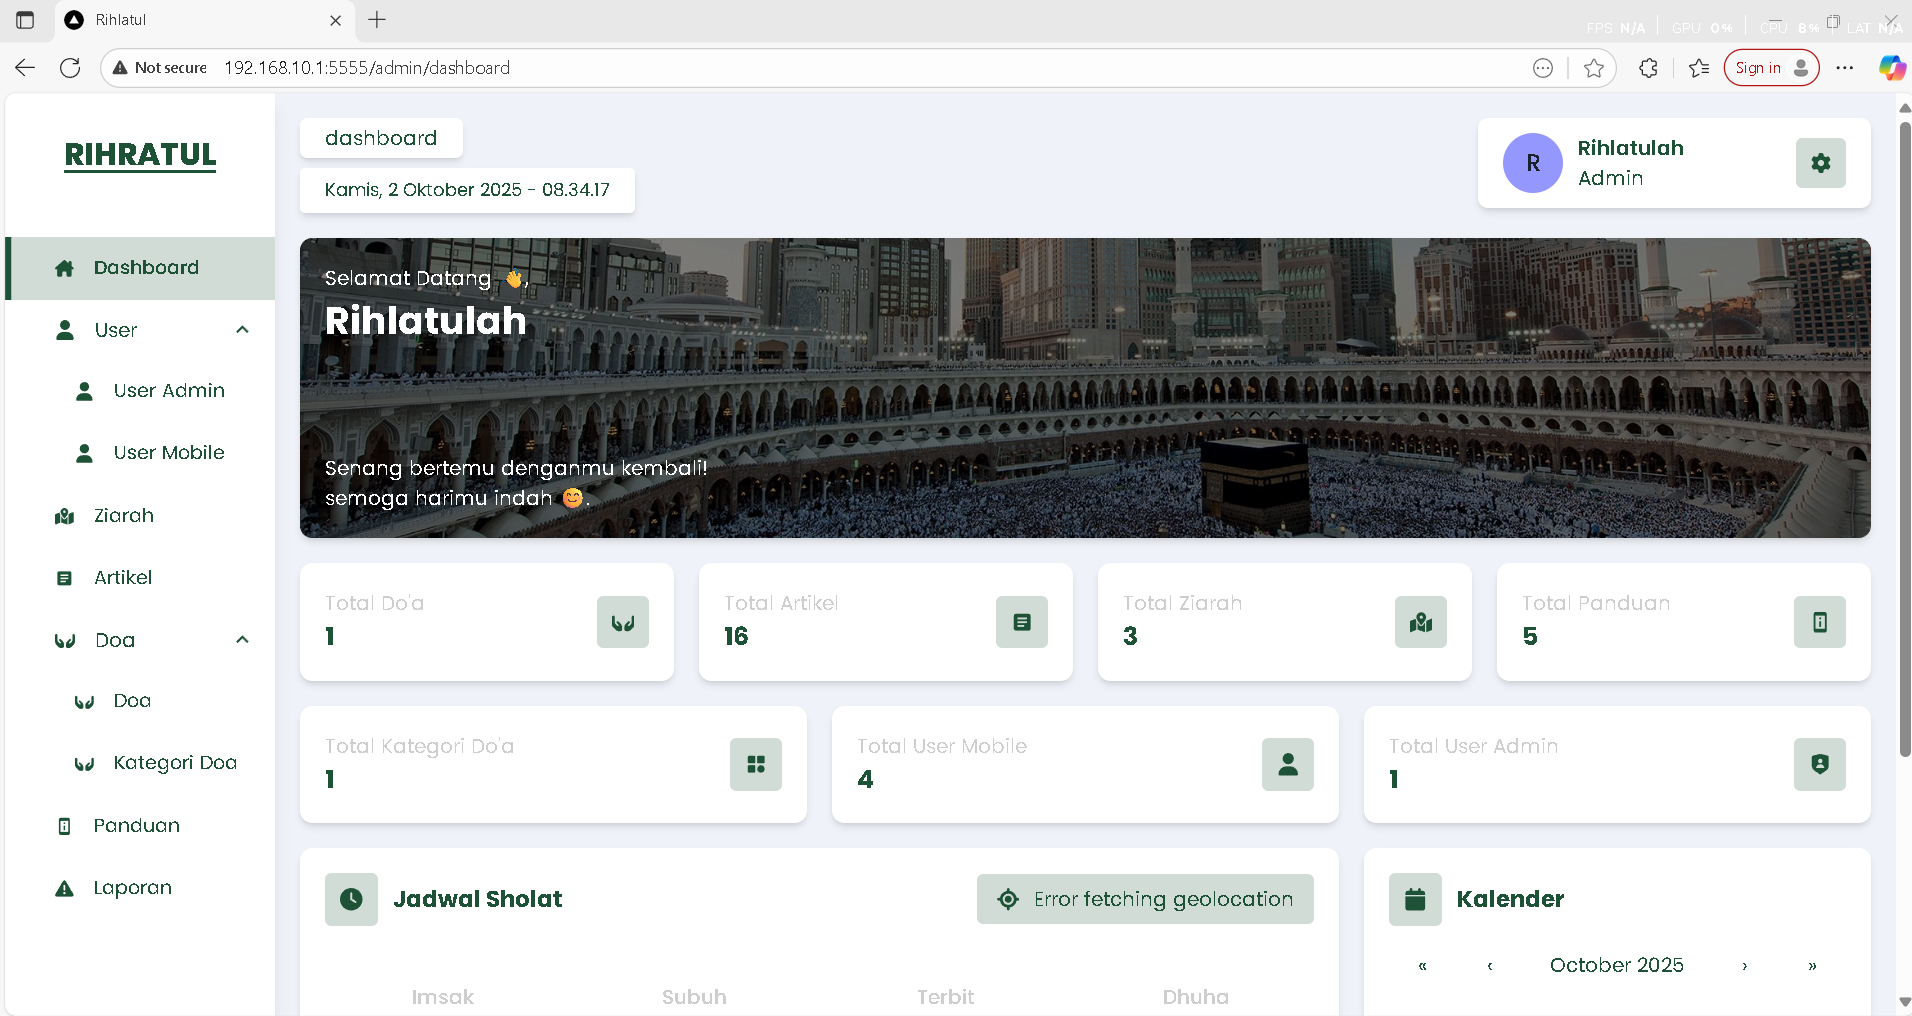 Rihlatul
FPS N/A GPU 0% CPU 8% LAT N/A
Not secure 192.168.10.1:5555/admin/dashboard
Sign in
RIHRATUL
Dashboard
User
User Admin
User Mobile
Ziarah
Artikel
Doa
Doa
Kategori Doa
Panduan
Laporan
dashboard
Kamis, 2 Oktober 2025 - 08.34.17
R
Rihlatulah
Admin
Selamat Datang 👋,
Rihlatulah
Senang bertemu denganmu kembali!
semoga harimu indah 😊.
Total Do'a
1
Total Artikel
16
Total Ziarah
3
Total Panduan
5
Total Kategori Do'a
1
Total User Mobile
4
Total User Admin
1
Jadwal Sholat
Error fetching geolocation
Imsak Subuh Terbit Dhuha
Kalender
« ‹ October 2025 › »